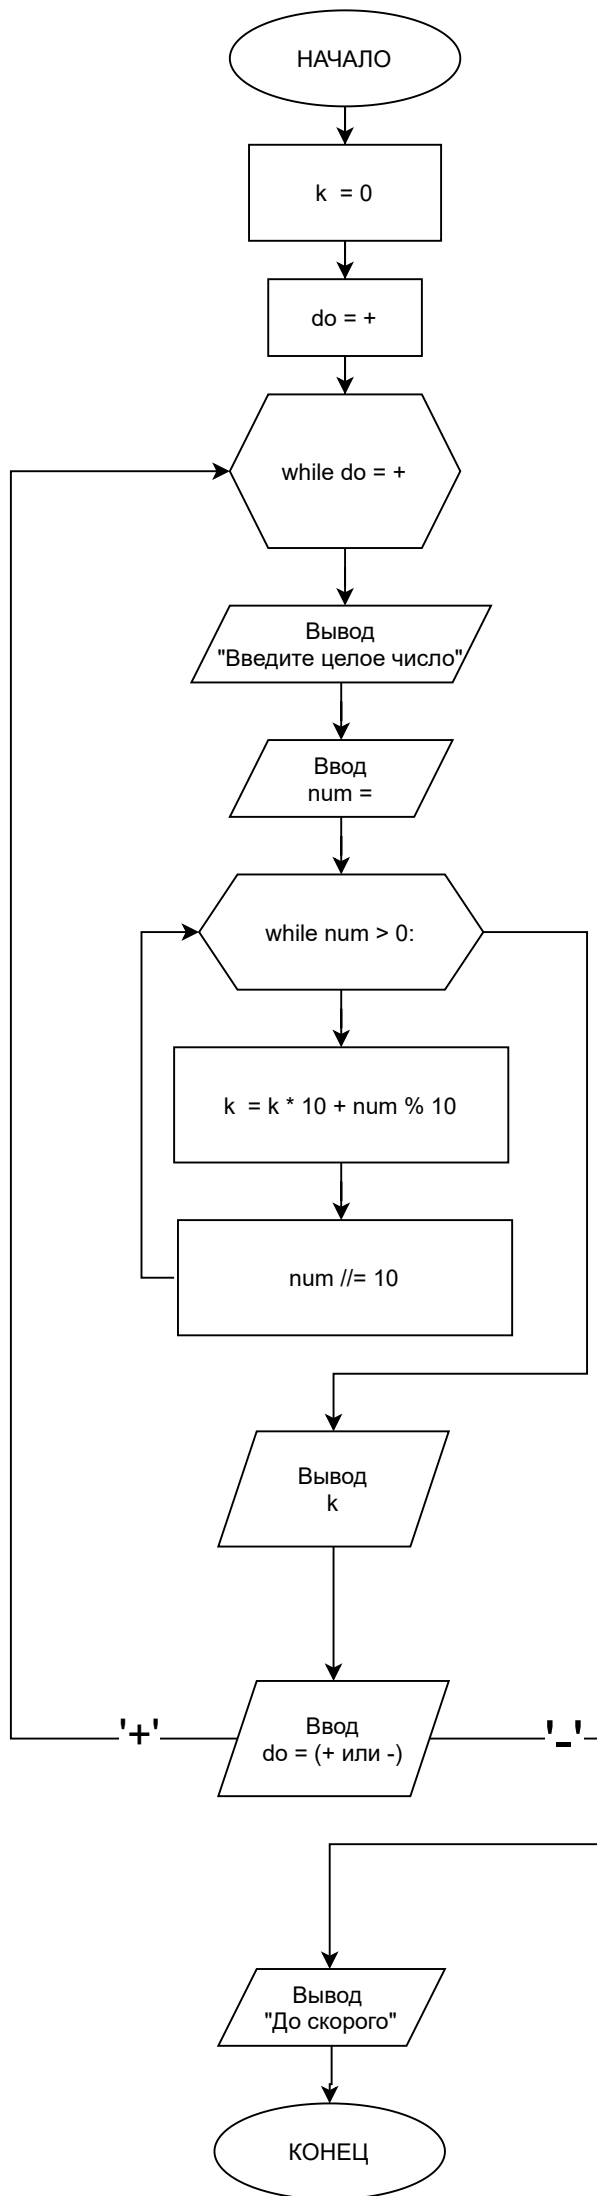 НАЧАЛО
k = 0
do = +
while do = +
Вывод
"Введите целое число"
Ввод
num =
while num > 0:
k = k * 10 + num % 10
num //= 10
Вывод
k
'+'
Ввод
do = (+ или -)
'-'
Вывод
"До скорого"
КОНЕЦ